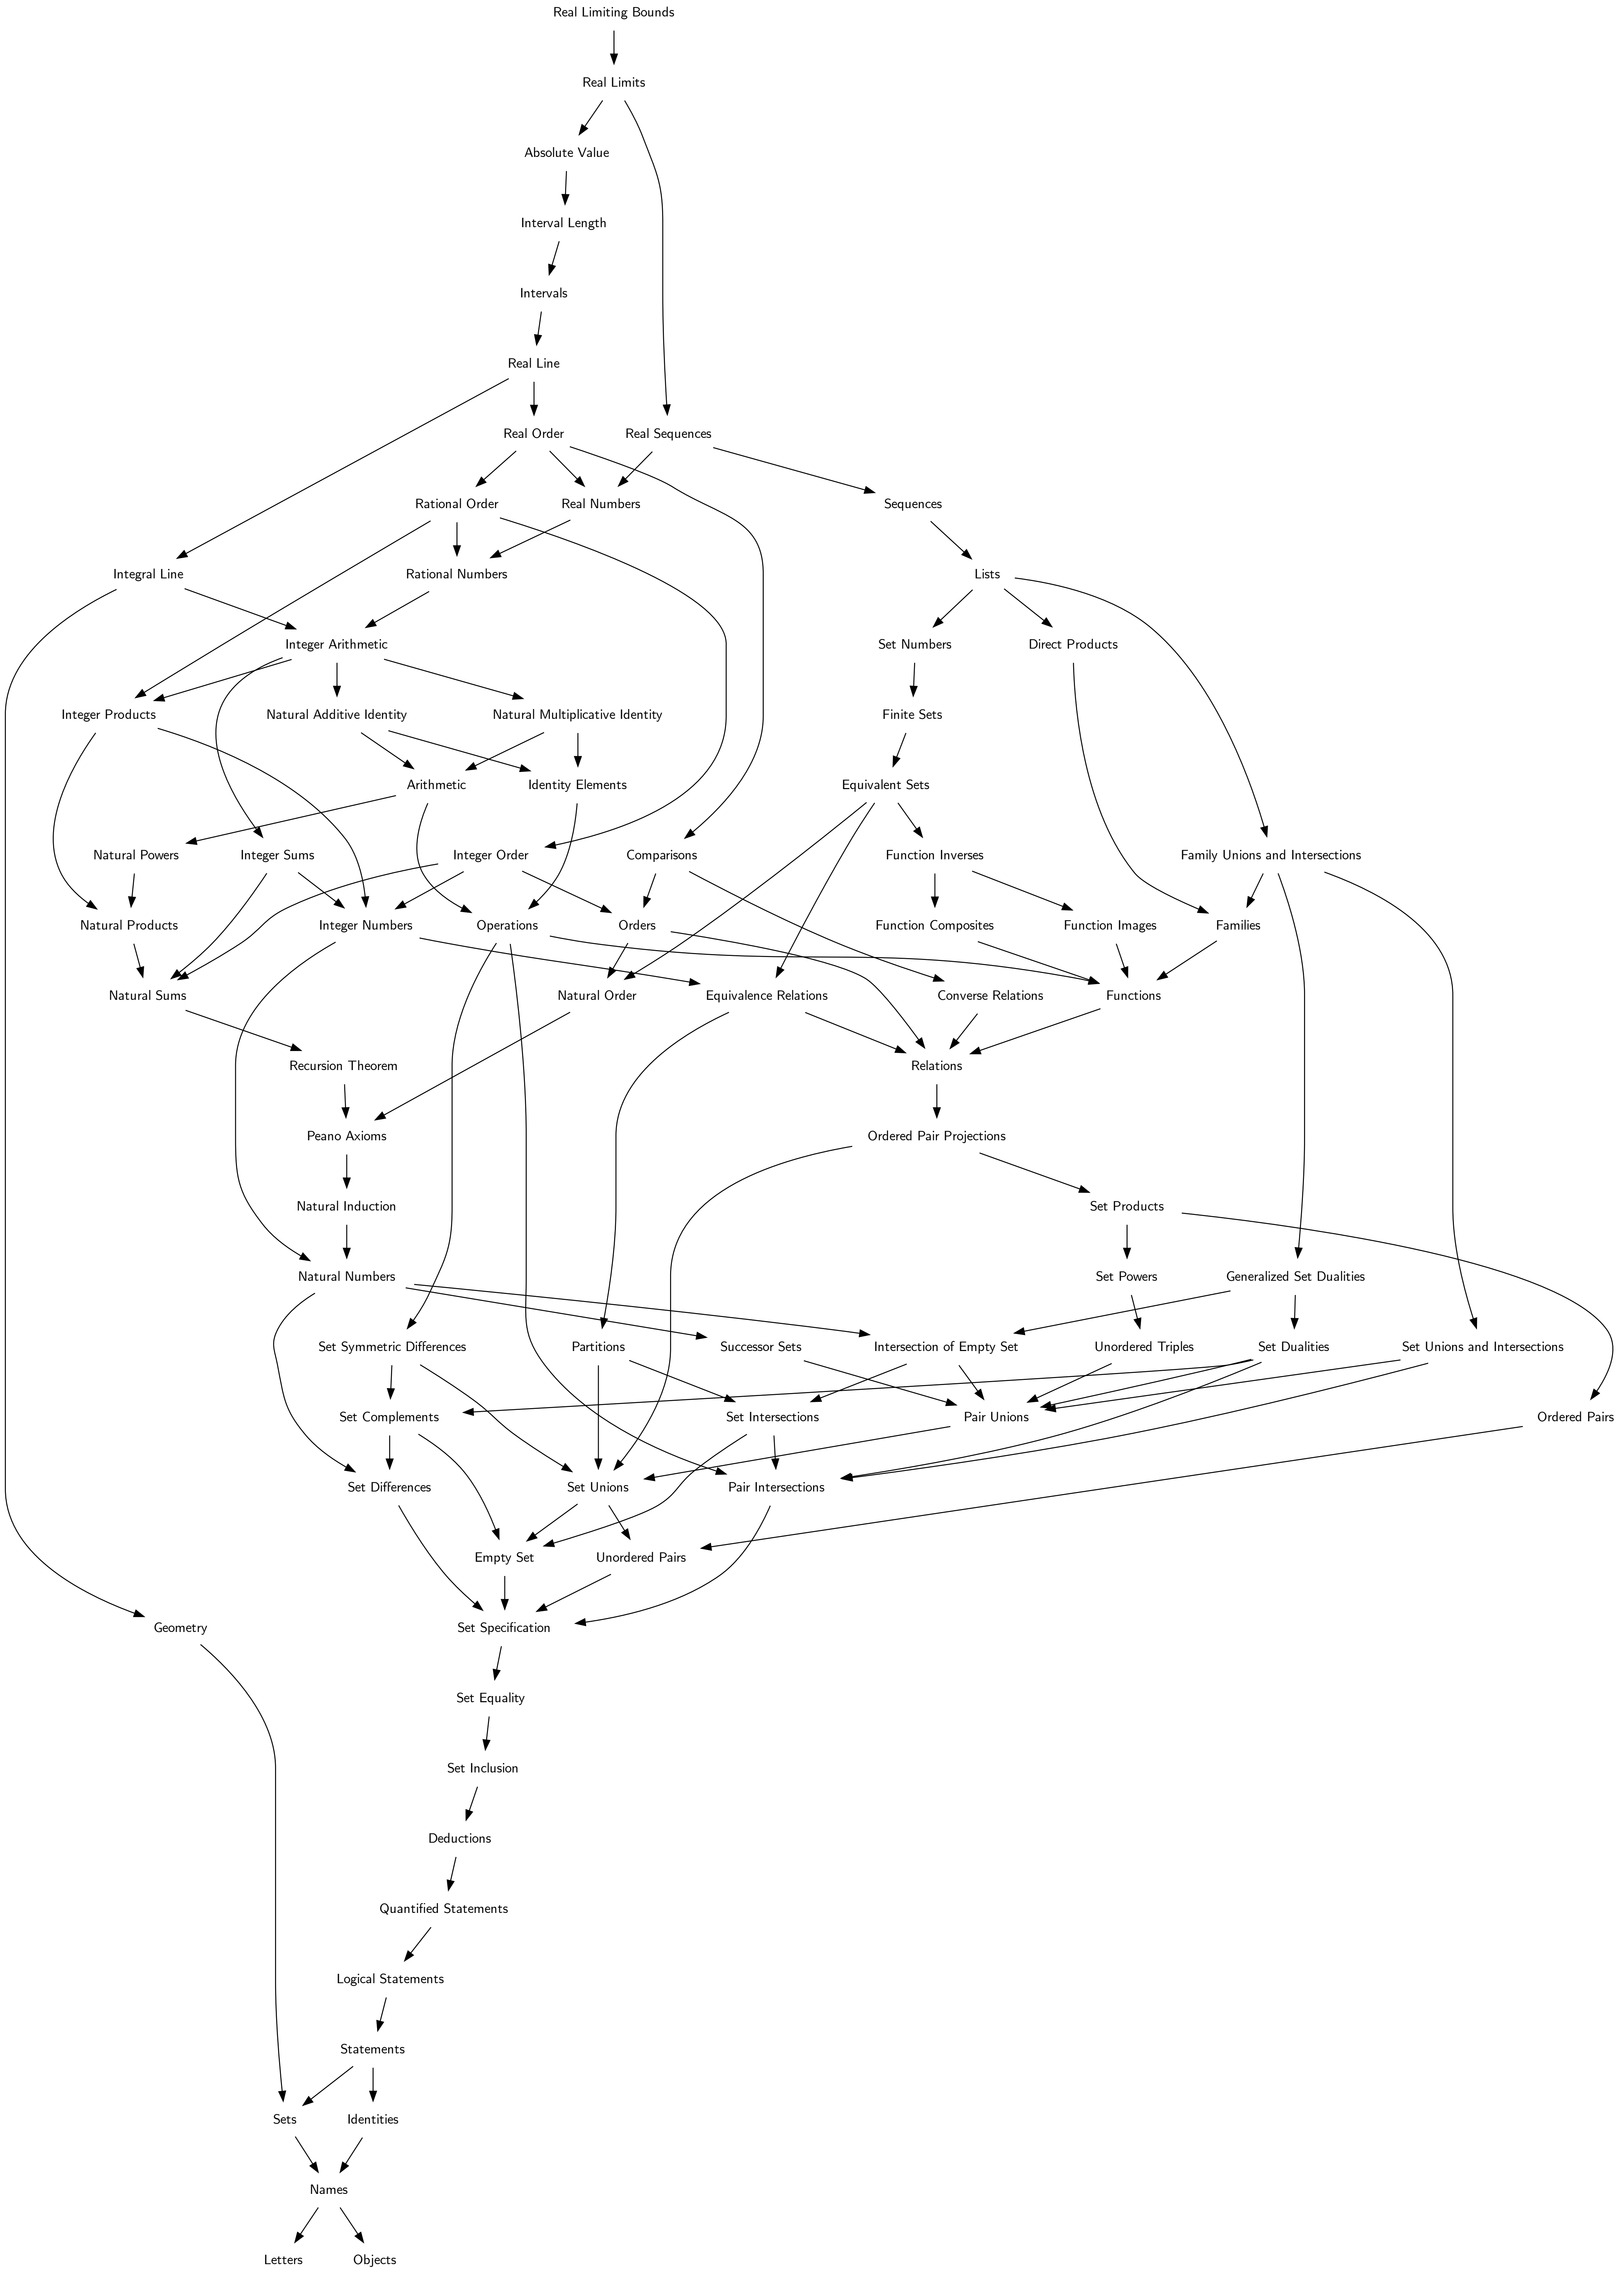 Real Limiting Bounds
Real Limits
Absolute Value
Interval Length
Intervals
Real Line
Real Order
Real Sequences
Rational Order
Real Numbers
Sequences
Integral Line
Rational Numbers
Lists
Integer Arithmetic
Set Numbers
Direct Products
Integer Products
Natural Additive Identity
Natural Multiplicative Identity
Finite Sets
Arithmetic
Identity Elements
Equivalent Sets
Natural Powers
Integer Sums
Integer Order
Comparisons
Function Inverses
Family Unions and Intersections
Natural Products
Integer Numbers
Operations
Orders
Function Composites
Function Images
Families
Natural Sums
Natural Order
Equivalence Relations
Converse Relations
Functions
Recursion Theorem
Relations
Peano Axioms
Ordered Pair Projections
Natural Induction
Set Products
Natural Numbers
Set Powers
Generalized Set Dualities
Set Symmetric Differences
Partitions
Successor Sets
Intersection of Empty Set
Unordered Triples
Set Dualities
Set Unions and Intersections
Set Complements
Set Intersections
Pair Unions
Ordered Pairs
Set Differences
Set Unions
Pair Intersections
Empty Set
Unordered Pairs
Geometry
Set Specification
Set Equality
Set Inclusion
Deductions
Quantified Statements
Logical Statements
Statements
Sets
Identities
Names
Letters
Objects